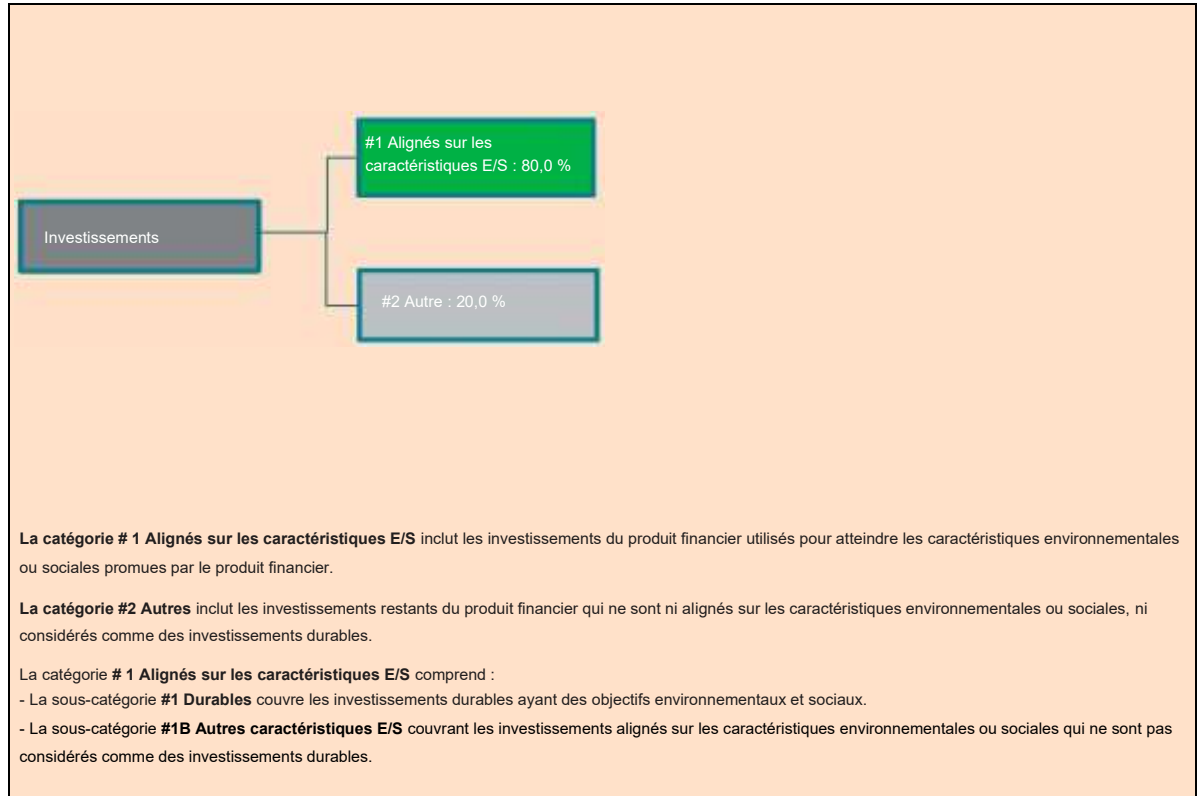 #1 Alignés sur les
caractéristiques E/S : 80,0 %
Investissements
#2 Autre : 20,0 %
La catégorie # 1 Alignés sur les caractéristiques E/S inclut les investissements du produit financier utilisés pour atteindre les caractéristiques environnementales
ou sociales promues par le produit financier.
La catégorie #2 Autres inclut les investissements restants du produit financier qui ne sont ni alignés sur les caractéristiques environnementales ou sociales, ni
considérés comme des investissements durables.
La catégorie # 1 Alignés sur les caractéristiques E/S comprend :
- La sous-catégorie #1 Durables couvre les investissements durables ayant des objectifs environnementaux et sociaux.
- La sous-catégorie #1B Autres caractéristiques E/S couvrant les investissements alignés sur les caractéristiques environnementales ou sociales qui ne sont pas
considérés comme des investissements durables.